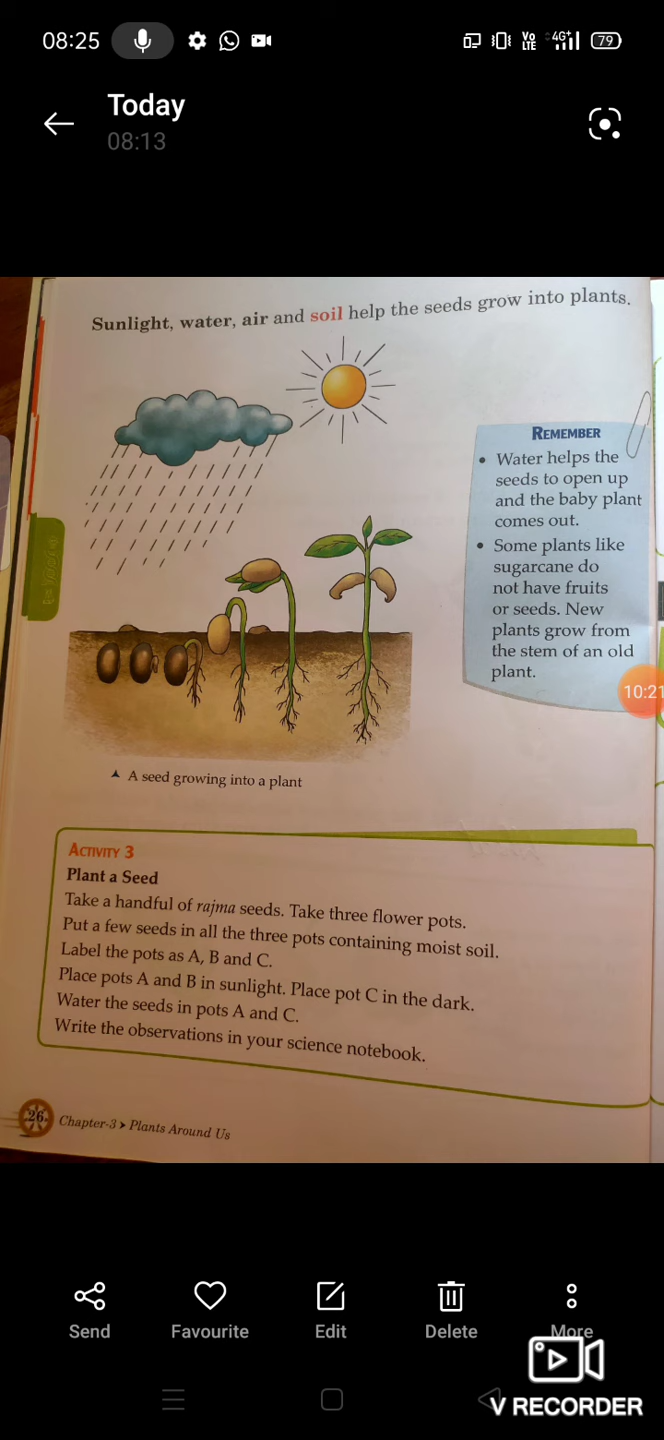 08:25
Vo
LTE
4G+
79
Today
08:13
Sunlight, water, air and soil help the seeds grow into plants.
REMEMBER
• Water helps the
seeds to open up
and the baby plant
comes out.
• Some plants like
sugarcane do
not have fruits
or seeds. New
plants grow from
the stem of an old
plant.
10:21
A seed growing into a plant
ACTIVITY 3
Plant a Seed
Take a handful of rajma seeds. Take three flower pots.
Put a few seeds in all the three pots containing moist soil.
Label the pots as A, B and C.
Place pots A and B in sunlight. Place pot C in the dark.
Water the seeds in pots A and C.
Write the observations in your science notebook.
26
Chapter-3 > Plants Around Us
Send
Favourite
Edit
Delete
More
V RECORDER